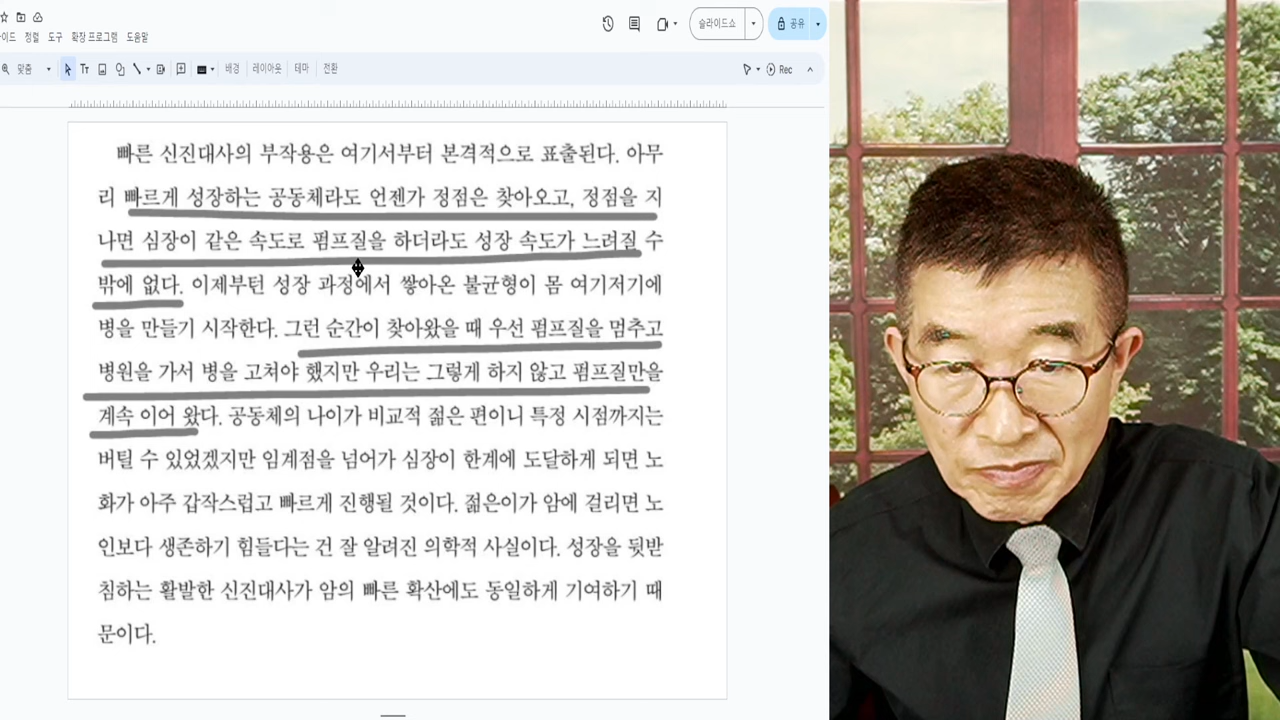 슬라이드쇼
공유
이드 정렬 도구 확장 프로그램 도움말
맞춤
배경 레이아웃 테마 전환
Rec
빠른 신진대사의 부작용은 여기서부터 본격적으로 표출된다. 아무
리 빠르게 성장하는 공동체라도 언젠가 정점은 찾아오고, 정점을 지
나면 심장이 같은 속도로 펌프질을 하더라도 성장 속도가 느려질 수
밖에 없다. 이제부턴 성장 과정에서 쌓아온 불균형이 몸 여기저기에
병을 만들기 시작한다. 그런 순간이 찾아왔을 때 우선 펌프질을 멈추고
병원을 가서 병을 고쳐야 했지만 우리는 그렇게 하지 않고 펌프질만을
계속 이어 왔다. 공동체의 나이가 비교적 젊은 편이니 특정 시점까지는
버틸 수 있었겠지만 임계점을 넘어가 심장이 한계에 도달하게 되면 노
화가 아주 갑작스럽고 빠르게 진행될 것이다. 젊은이가 암에 걸리면 노
인보다 생존하기 힘들다는 건 잘 알려진 의학적 사실이다. 성장을 뒷받
침하는 활발한 신진대사가 암의 빠른 확산에도 동일하게 기여하기 때
문이다.